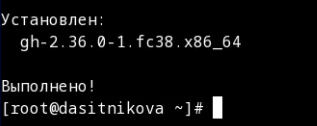 Установлен:
gh-2.36.0-1.fc38.x86_64
Выполнено!
[root@dasitnikova ~]#